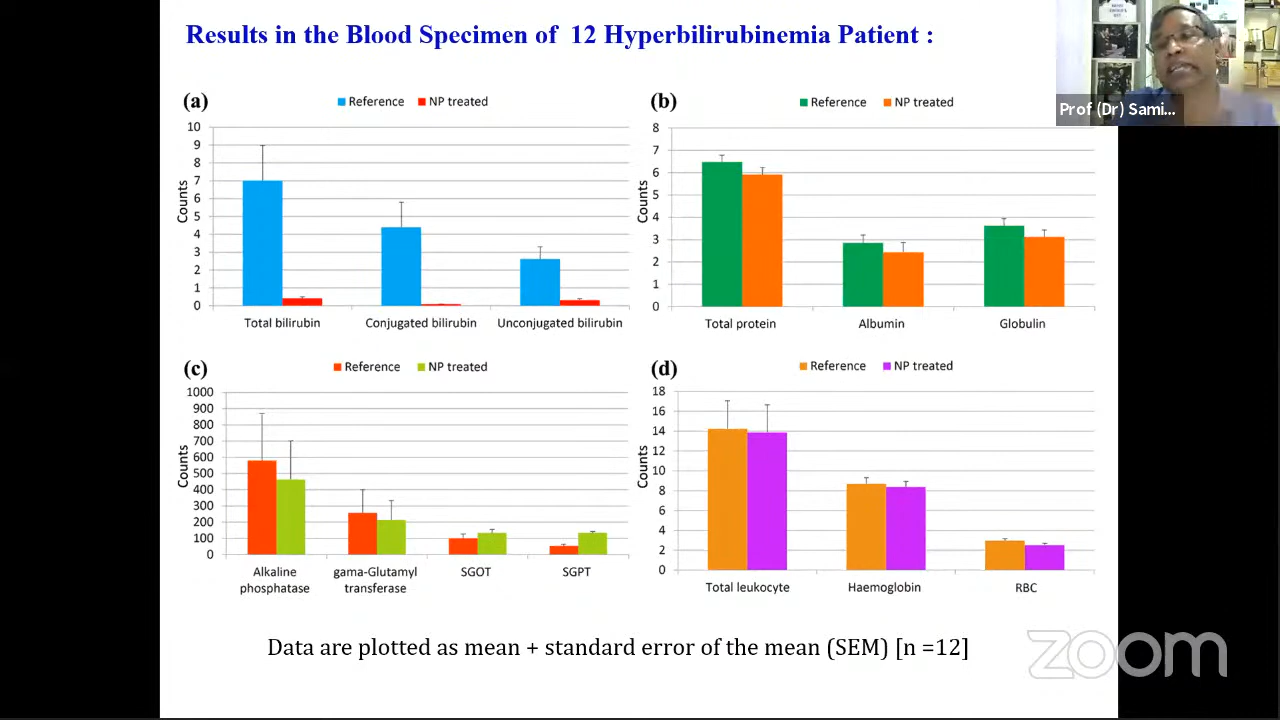 Results in the Blood Specimen of 12 Hyperbilirubinemia Patient :
Prof (Dr) Sami...
(a)
Reference NP treated
10
9
8
7
6
5
4
3
2
1
0
Counts
Total bilirubin Conjugated bilirubin Unconjugated bilirubin
(b)
Reference NP treated
8
7
6
5
4
3
2
1
0
Counts
Total protein Albumin Globulin
(c)
Reference NP treated
1000
900
800
700
600
500
400
300
200
100
0
Counts
Alkaline phosphatase gama-Glutamyl transferase SGOT SGPT
(d)
Reference NP treated
18
16
14
12
10
8
6
4
2
0
Counts
Total leukocyte Haemoglobin RBC
Data are plotted as mean + standard error of the mean (SEM) [n =12]
zoom